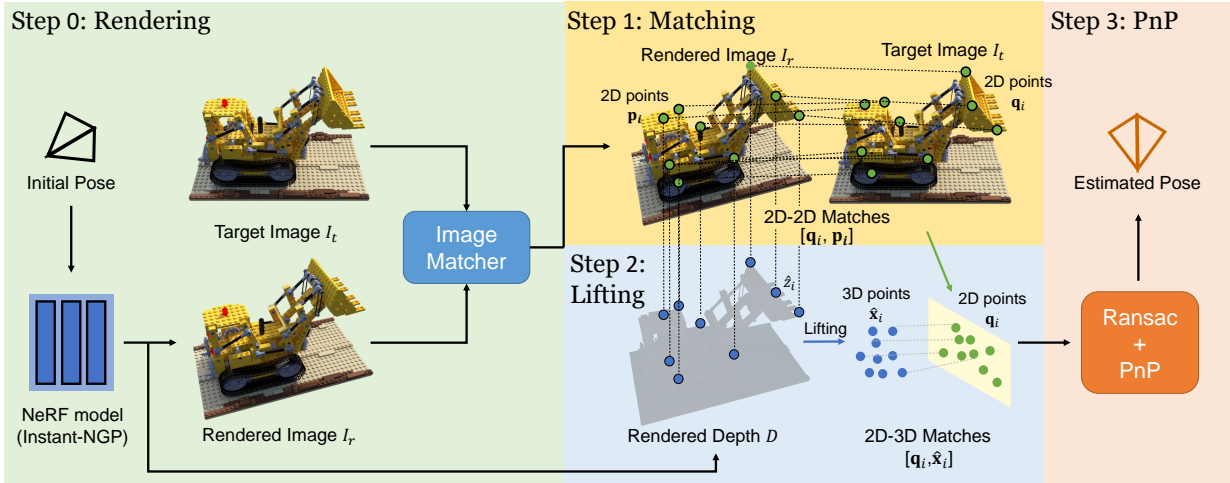 Step 0: Rendering
Initial Pose
Target Image I_t
Image
Matcher
NeRF model
(Instant-NGP)
Rendered Image I_r
Step 1: Matching
Rendered Image I_r
Target Image I_t
2D points
p_i
2D points
q_i
2D-2D Matches
[q_i, p_i]
Step 2:
Lifting
ẑ_i
Lifting
3D points
x̂_i
2D points
q_i
Rendered Depth D
2D-3D Matches
[q_i,x̂_i]
Step 3: PnP
Estimated Pose
Ransac
+
PnP